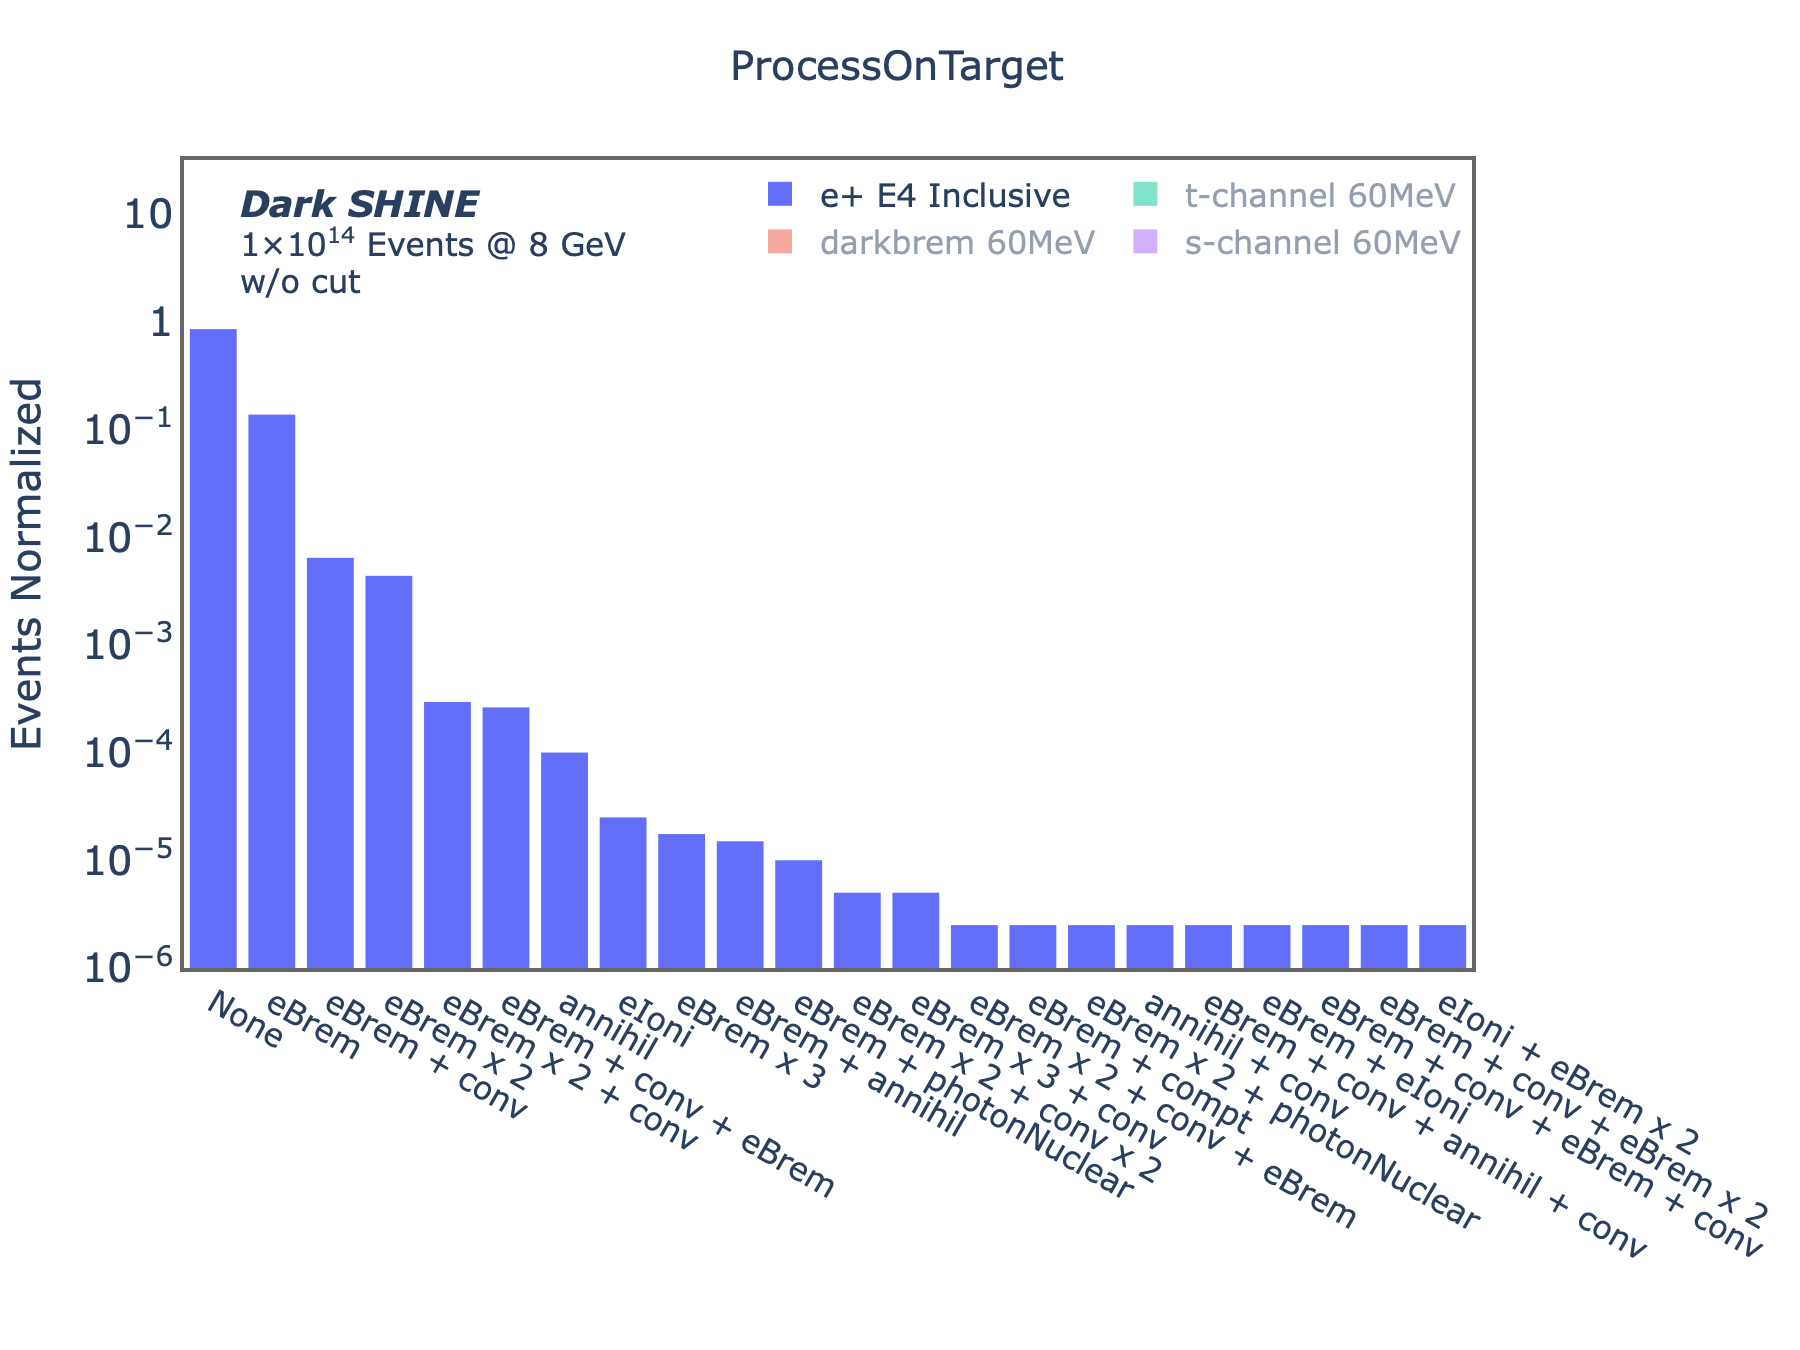 ProcessOnTarget
Dark SHINE
1×10¹⁴ Events @ 8 GeV
w/o cut
e+ E4 Inclusive
darkbrem 60MeV
t-channel 60MeV
s-channel 60MeV
Events Normalized
10
1
10⁻¹
10⁻²
10⁻³
10⁻⁴
10⁻⁵
10⁻⁶
None
eBrem
eBrem + conv
eBrem x 2
eBrem x 2 + conv
eBrem + conv + eBrem
annihil
eIoni
eBrem x 3
eBrem + annihil
eBrem + photonNuclear
eBrem x 2 + conv x 2
eBrem x 3 + conv
eBrem x 2 + conv + eBrem
eBrem + compt
eBrem x 2 + photonNuclear
annihil + conv
eBrem + conv + annihil + conv
eBrem + eIoni
eBrem + conv + eBrem + conv
eBrem + conv + eBrem x 2
eIoni + eBrem x 2